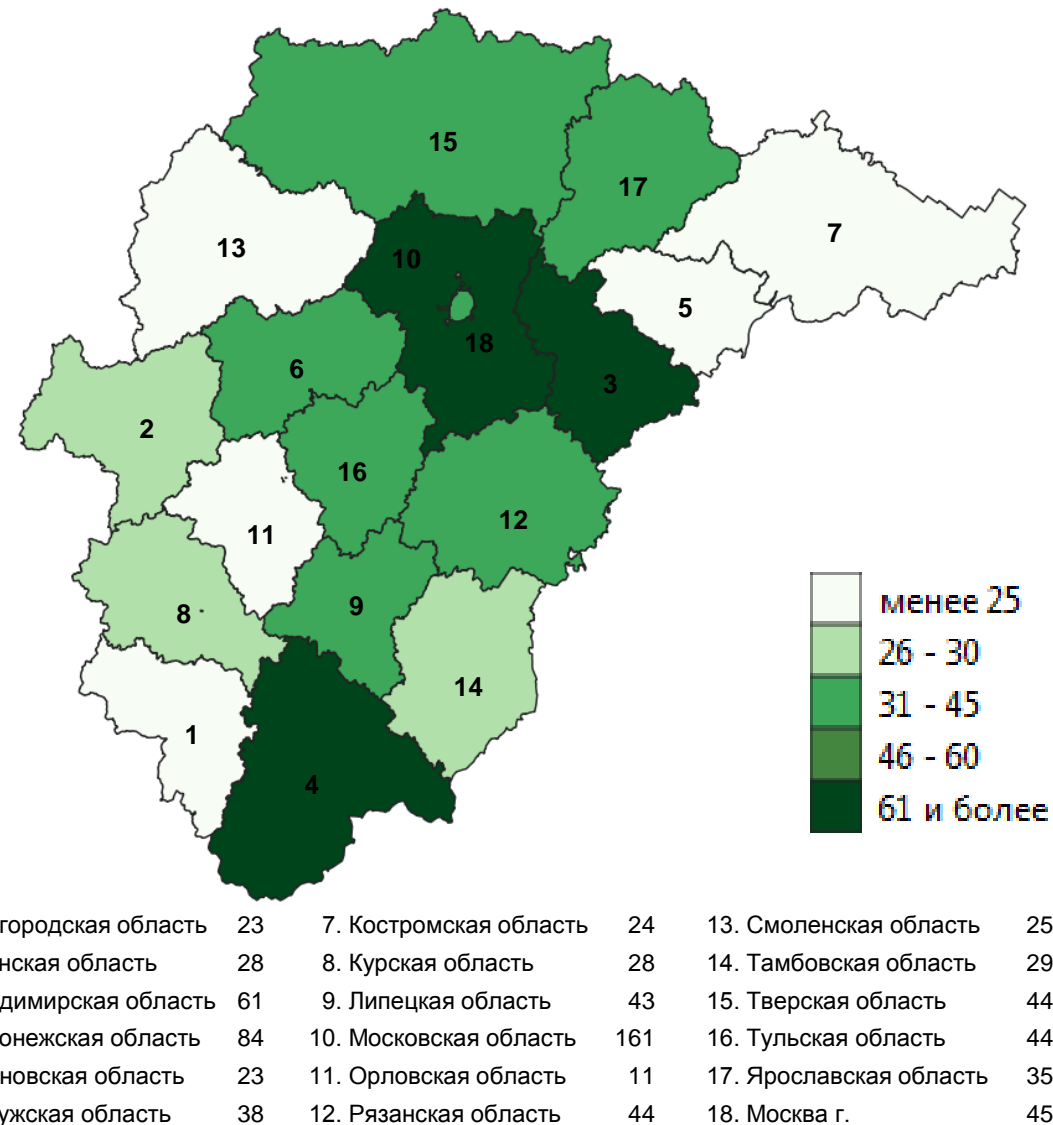 15
17
7
13
10
5
18
6
3
2
16
12
11
9
8
14
1
4
менее 25
26 - 30
31 - 45
46 - 60
61 и более
городская область 23 7. Костромская область 24 13. Смоленская область 25
нская область 28 8. Курская область 28 14. Тамбовская область 29
димирская область 61 9. Липецкая область 43 15. Тверская область 44
онежская область 84 10. Московская область 161 16. Тульская область 44
новская область 23 11. Орловская область 11 17. Ярославская область 35
ужская область 38 12. Рязанская область 44 18. Москва г. 45